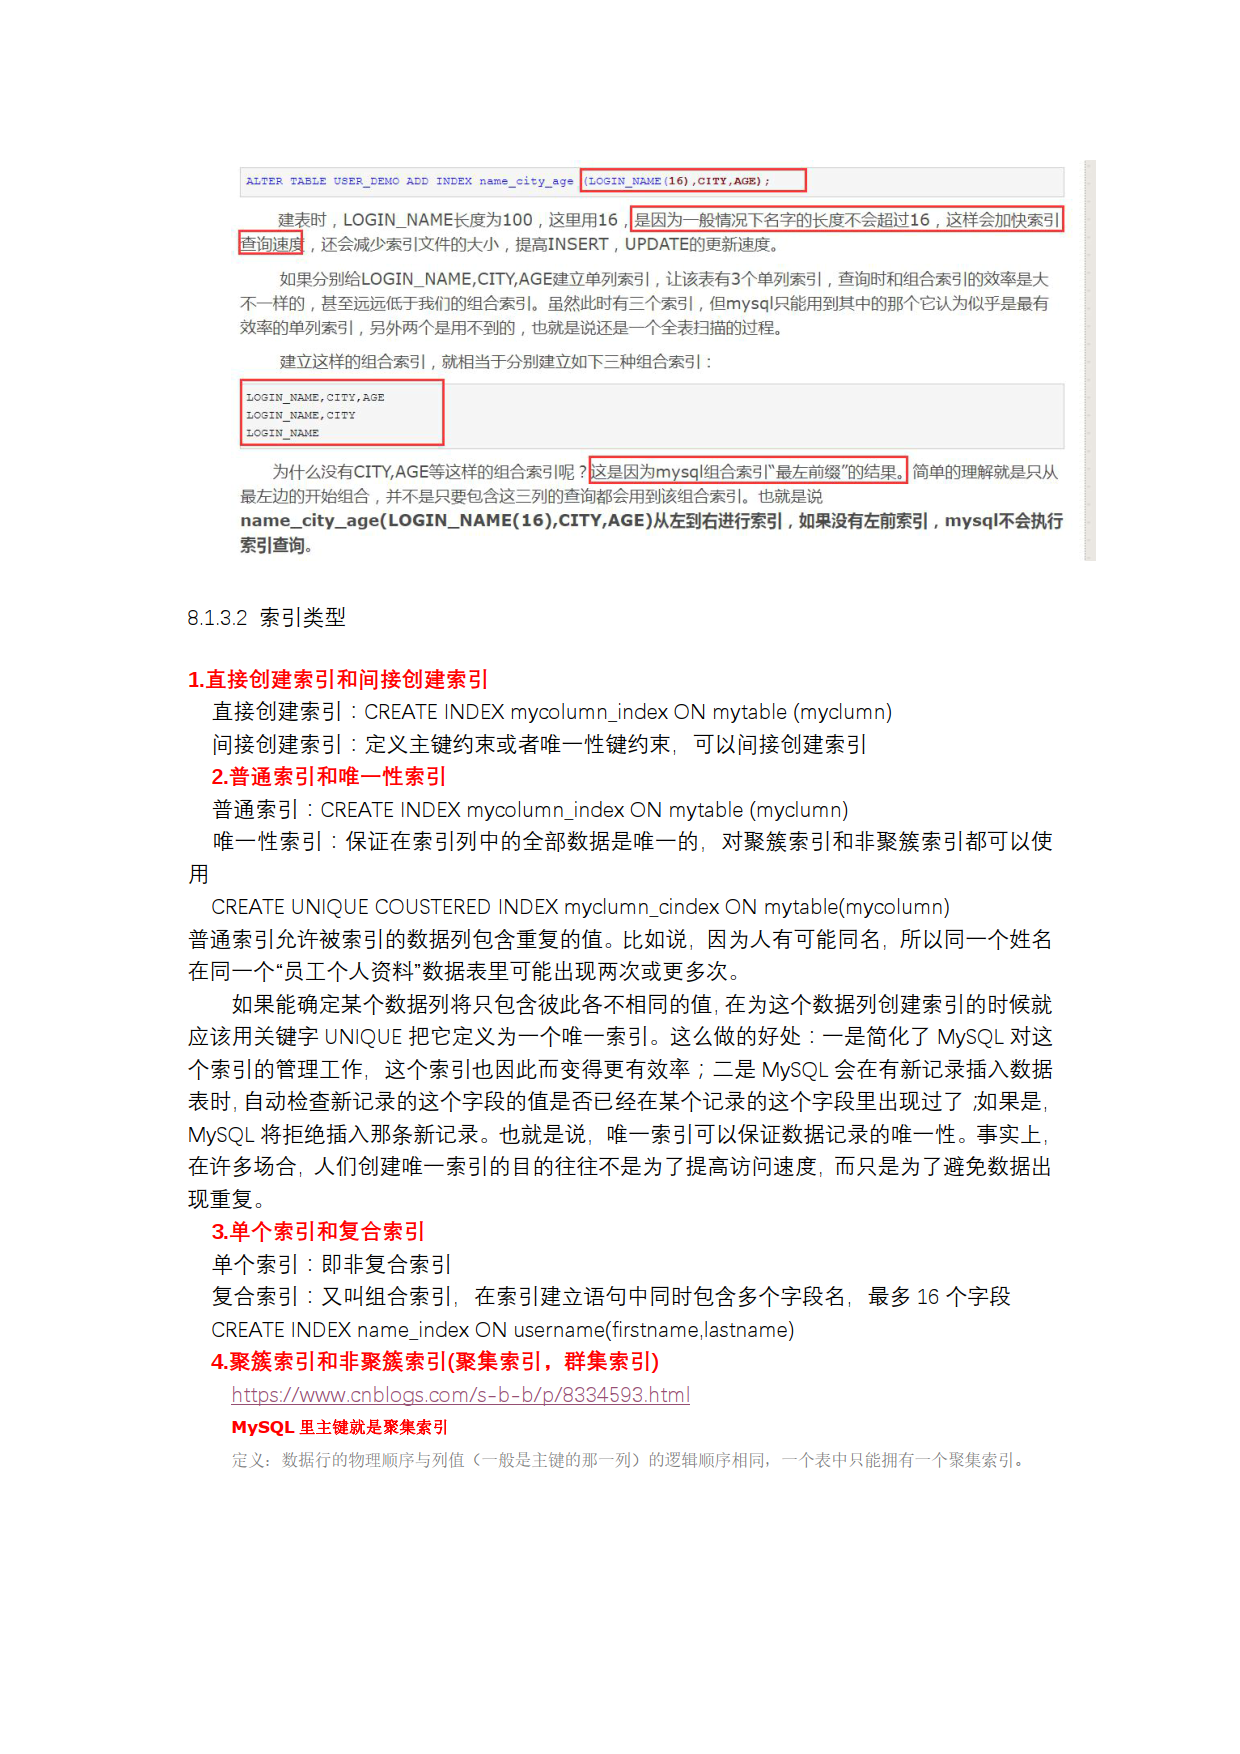 ALTER TABLE USER_DEMO ADD INDEX name_city_age (LOGIN_NAME(16),CITY,AGE);
建表时，LOGIN_NAME长度为100，这里用16，是因为一般情况下名字的长度不会超过16，这样会加快索引
查询速度，还会减少索引文件的大小，提高INSERT，UPDATE的更新速度。
如果分别给LOGIN_NAME,CITY,AGE建立单列索引，让该表有3个单列索引，查询时和组合索引的效率是大
不一样的，甚至远远低于我们的组合索引。虽然此时有三个索引，但mysql只能用到其中的那个它认为似乎是最有
效率的单列索引，另外两个是用不到的，也就是说还是一个全表扫描的过程。
建立这样的组合索引，就相当于分别建立如下三种组合索引：
LOGIN_NAME,CITY,AGE
LOGIN_NAME,CITY
LOGIN_NAME
为什么没有CITY,AGE等这样的组合索引呢？这是因为mysql组合索引“最左前缀”的结果。简单的理解就是只从
最左边的开始组合，并不是只要包含这三列的查询都会用到该组合索引。也就是说
name_city_age(LOGIN_NAME(16),CITY,AGE)从左到右进行索引，如果没有左前索引，mysql不会执行
索引查询。
8.1.3.2 索引类型
1.直接创建索引和间接创建索引
直接创建索引：CREATE INDEX mycolumn_index ON mytable (myclumn)
间接创建索引：定义主键约束或者唯一性键约束，可以间接创建索引
2.普通索引和唯一性索引
普通索引：CREATE INDEX mycolumn_index ON mytable (myclumn)
唯一性索引：保证在索引列中的全部数据是唯一的，对聚簇索引和非聚簇索引都可以使
用
CREATE UNIQUE COUSTERED INDEX myclumn_cindex ON mytable(mycolumn)
普通索引允许被索引的数据列包含重复的值。比如说，因为人有可能同名，所以同一个姓名
在同一个“员工个人资料”数据表里可能出现两次或更多次。
如果能确定某个数据列将只包含彼此各不相同的值，在为这个数据列创建索引的时候就
应该用关键字 UNIQUE 把它定义为一个唯一索引。这么做的好处：一是简化了 MySQL 对这
个索引的管理工作，这个索引也因此而变得更有效率；二是 MySQL 会在有新记录插入数据
表时，自动检查新记录的这个字段的值是否已经在某个记录的这个字段里出现过了；如果是，
MySQL 将拒绝插入那条新记录。也就是说，唯一索引可以保证数据记录的唯一性。事实上，
在许多场合，人们创建唯一索引的目的往往不是为了提高访问速度，而只是为了避免数据出
现重复。
3.单个索引和复合索引
单个索引：即非复合索引
复合索引：又叫组合索引，在索引建立语句中同时包含多个字段名，最多 16 个字段
CREATE INDEX name_index ON username(firstname,lastname)
4.聚簇索引和非聚簇索引(聚集索引，群集索引)
https://www.cnblogs.com/s-b-b/p/8334593.html
MySQL 里主键就是聚集索引
定义：数据行的物理顺序与列值（一般是主键的那一列）的逻辑顺序相同，一个表中只能拥有一个聚集索引。